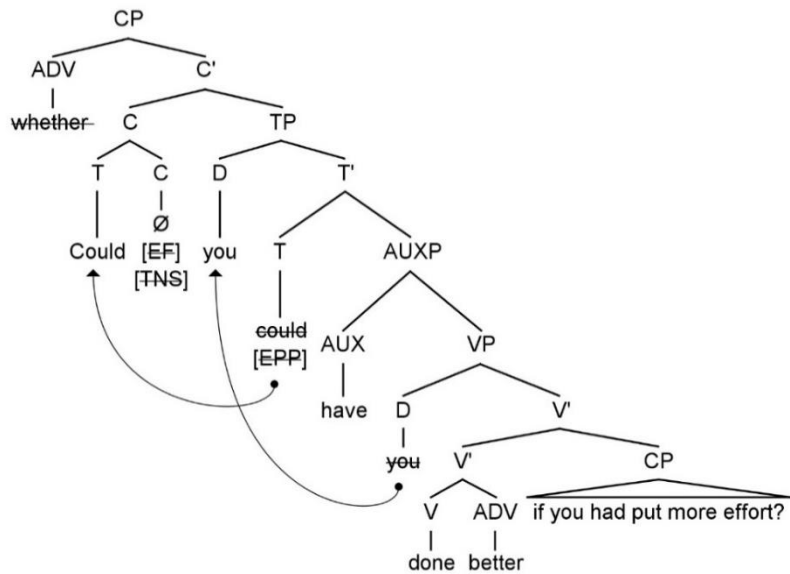 CP
ADV C'
whether C TP
T C D T'
Ø
Could [EF] you T AUXP
[TNS]
could
[EPP] AUX VP
have D V'
you V' CP
V ADV if you had put more effort?
done better